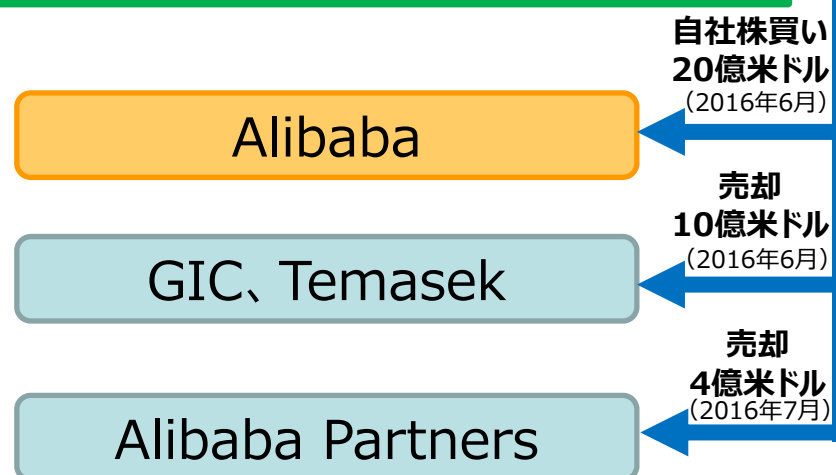 自社株買い
20億米ドル
（2016年6月）
Alibaba
売却
10億米ドル
（2016年6月）
GIC、Temasek
売却
4億米ドル
（2016年7月）
Alibaba Partners